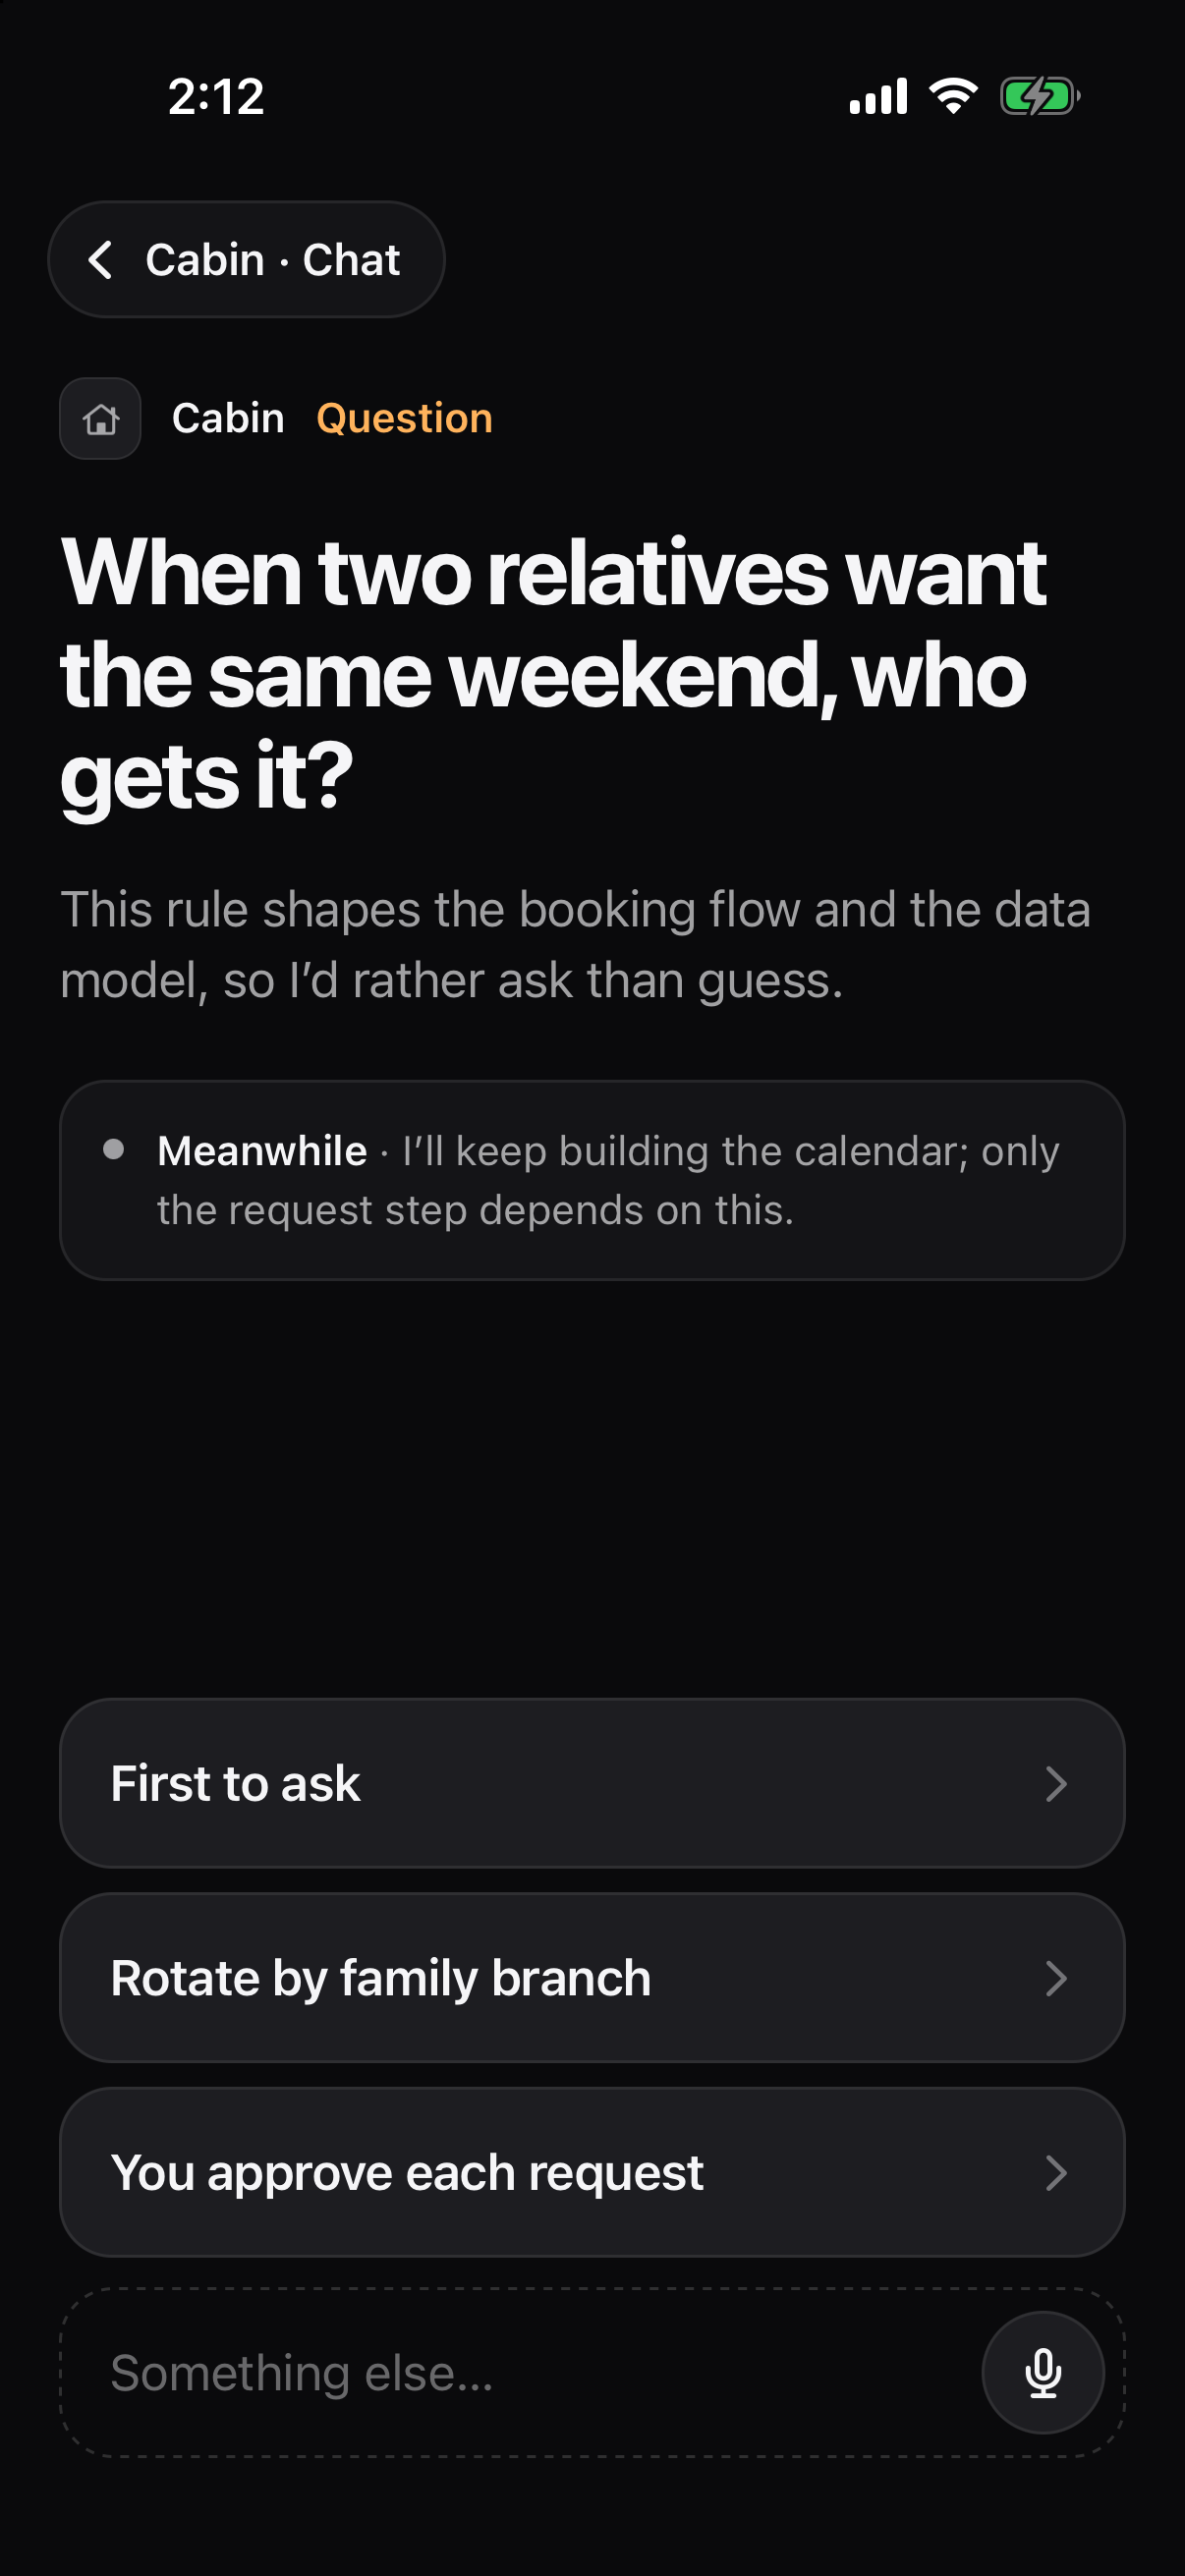 2:12
Cabin · Chat
Cabin Question
When two relatives want
the same weekend, who
gets it?
This rule shapes the booking flow and the data
model, so I’d rather ask than guess.
Meanwhile · I’ll keep building the calendar; only
the request step depends on this.
First to ask
Rotate by family branch
You approve each request
Something else...